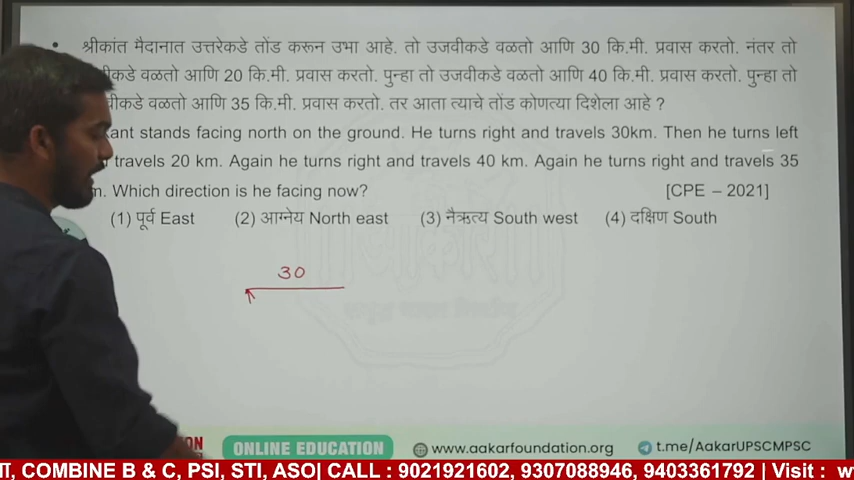 श्रीकांत मैदानात उत्तरेकडे तोंड करून उभा आहे. तो उजवीकडे वळतो आणि 30 कि.मी. प्रवास करतो. नंतर तो
वळतो आणि 20 कि.मी. प्रवास करतो. पुन्हा तो उजवीकडे वळतो आणि 40 कि.मी. प्रवास करतो. पुन्हा तो
वळतो आणि 35 कि.मी. प्रवास करतो. तर आता त्याचे तोंड कोणत्या दिशेला आहे ?
stands facing north on the ground. He turns right and travels 30km. Then he turns left
travels 20 km. Again he turns right and travels 40 km. Again he turns right and travels 35
Which direction is he facing now? [CPE – 2021]
(1) पूर्व East (2) आग्नेय North east (3) नैऋत्य South west (4) दक्षिण South
30
ONLINE EDUCATION www.aakarfoundation.org t.me/AakarUPSCMPSC
COMBINE B & C, PSI, STI, ASO| CALL : 9021921602, 9307088946, 9403361792 | Visit :